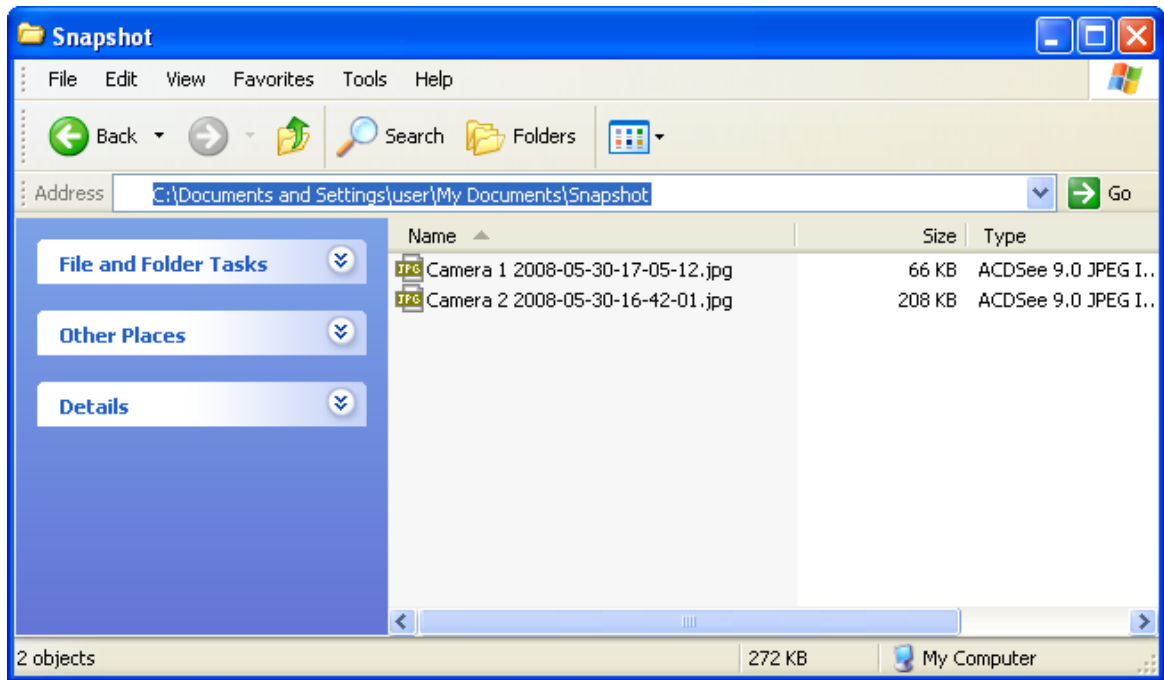 Snapshot
File Edit View Favorites Tools Help
Back Search Folders
Address C:\Documents and Settings\user\My Documents\Snapshot Go
Name Size Type
File and Folder Tasks
JPG Camera 1 2008-05-30-17-05-12.jpg 66 KB ACDSee 9.0 JPEG I..
JPG Camera 2 2008-05-30-16-42-01.jpg 208 KB ACDSee 9.0 JPEG I..
Other Places
Details
2 objects 272 KB My Computer